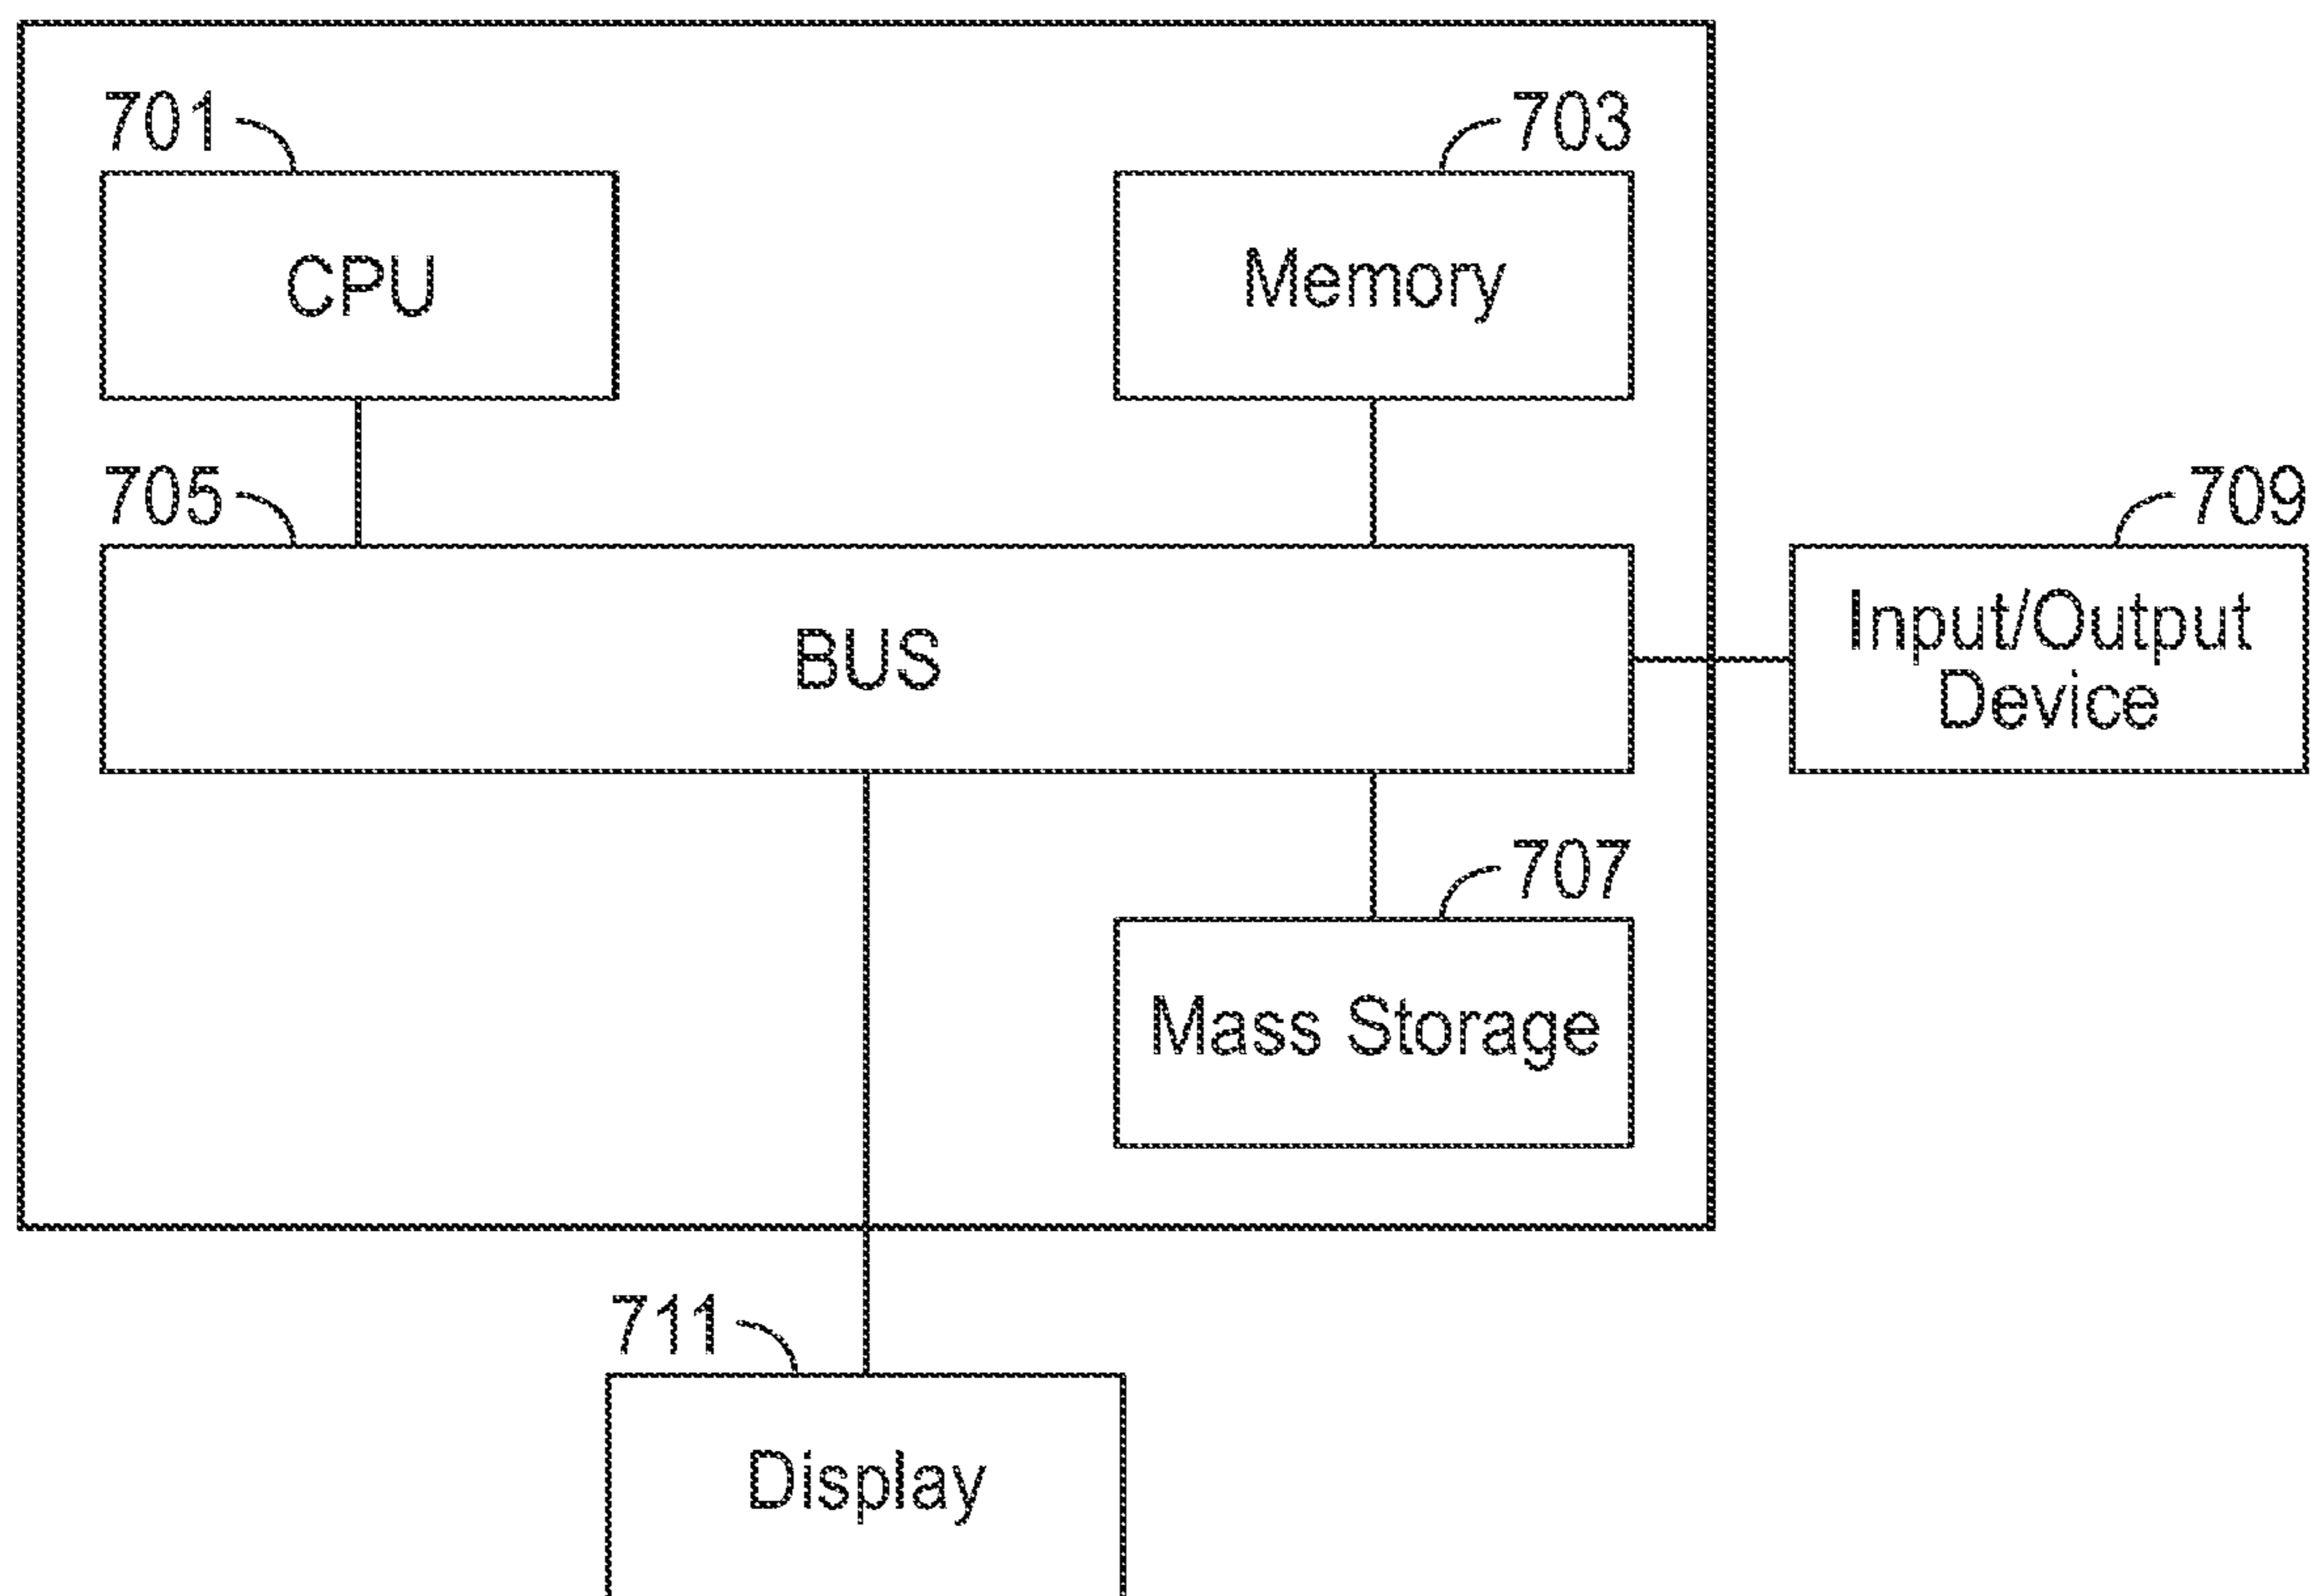 701
703
CPU
Memory
705
709
BUS
Input/Output
Device
707
Mass Storage
711
Display